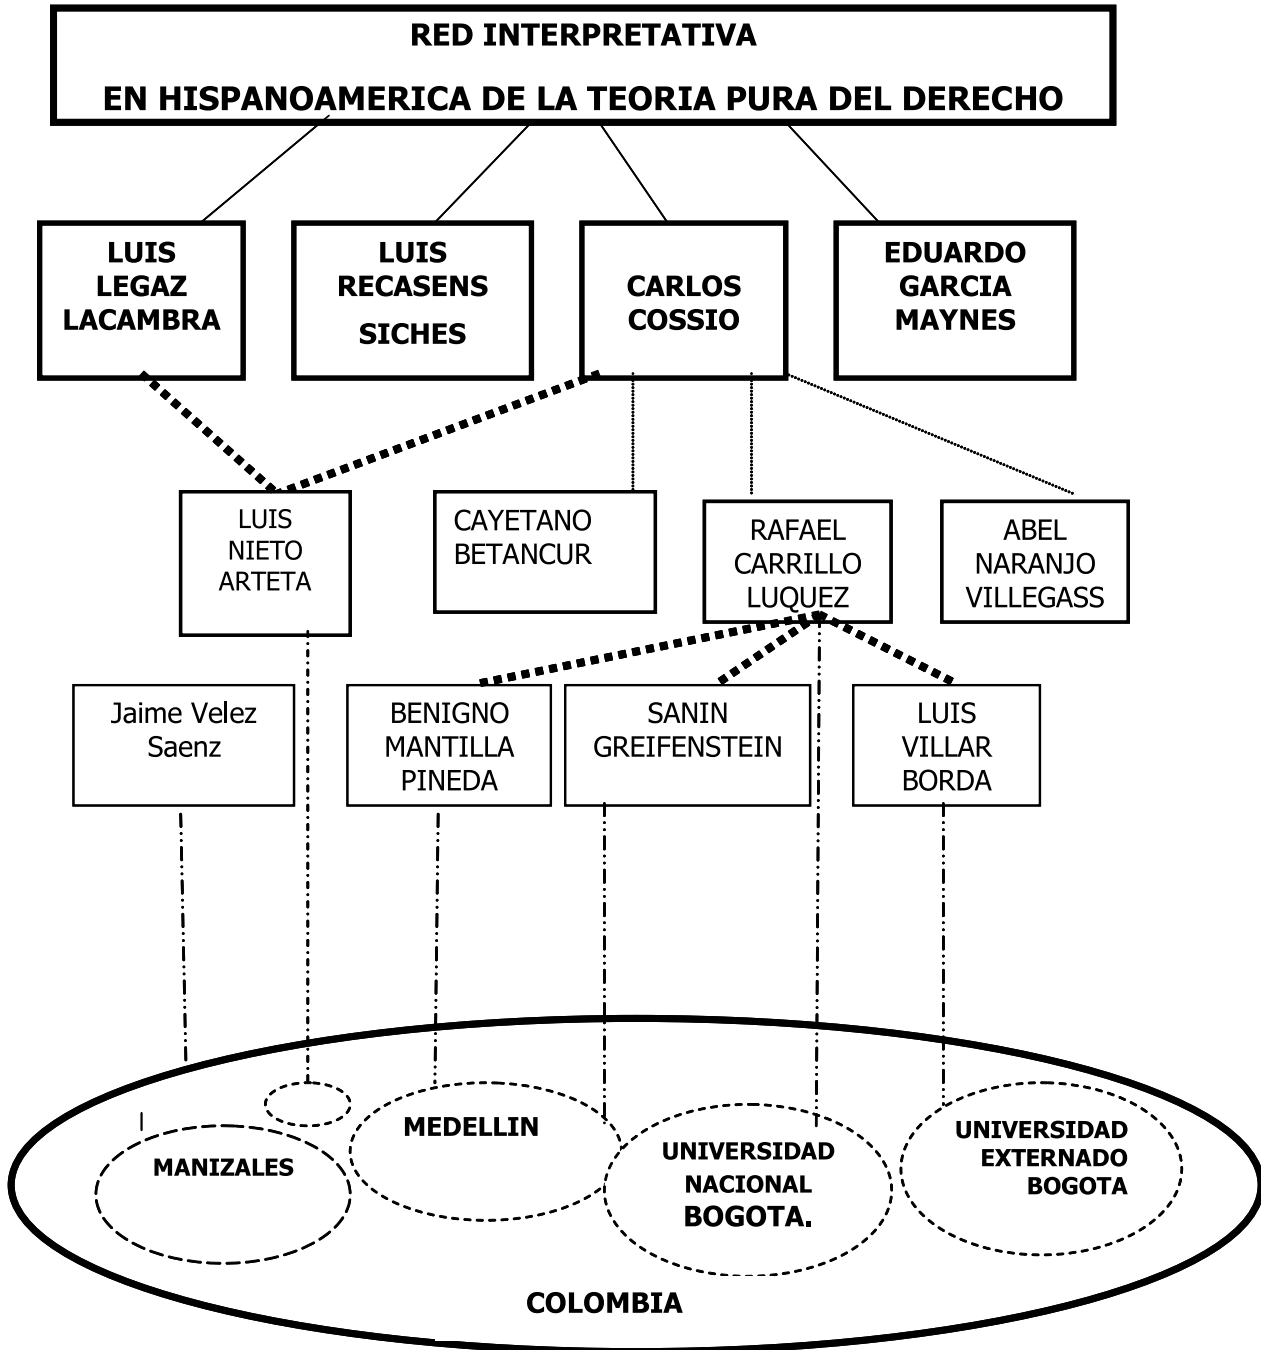 RED INTERPRETATIVA
EN HISPANOAMERICA DE LA TEORIA PURA DEL DERECHO
LUIS
LEGAZ
LACAMBRA
LUIS
RECASENS
SICHES
CARLOS
COSSIO
EDUARDO
GARCIA
MAYNES
LUIS
NIETO
ARTETA
CAYETANO
BETANCUR
RAFAEL
CARRILLO
LUQUEZ
ABEL
NARANJO
VILLEGASS
Jaime Velez
Saenz
BENIGNO
MANTILLA
PINEDA
SANIN
GREIFENSTEIN
LUIS
VILLAR
BORDA
MANIZALES
MEDELLIN
UNIVERSIDAD
NACIONAL
BOGOTA.
UNIVERSIDAD
EXTERNADO
BOGOTA
COLOMBIA